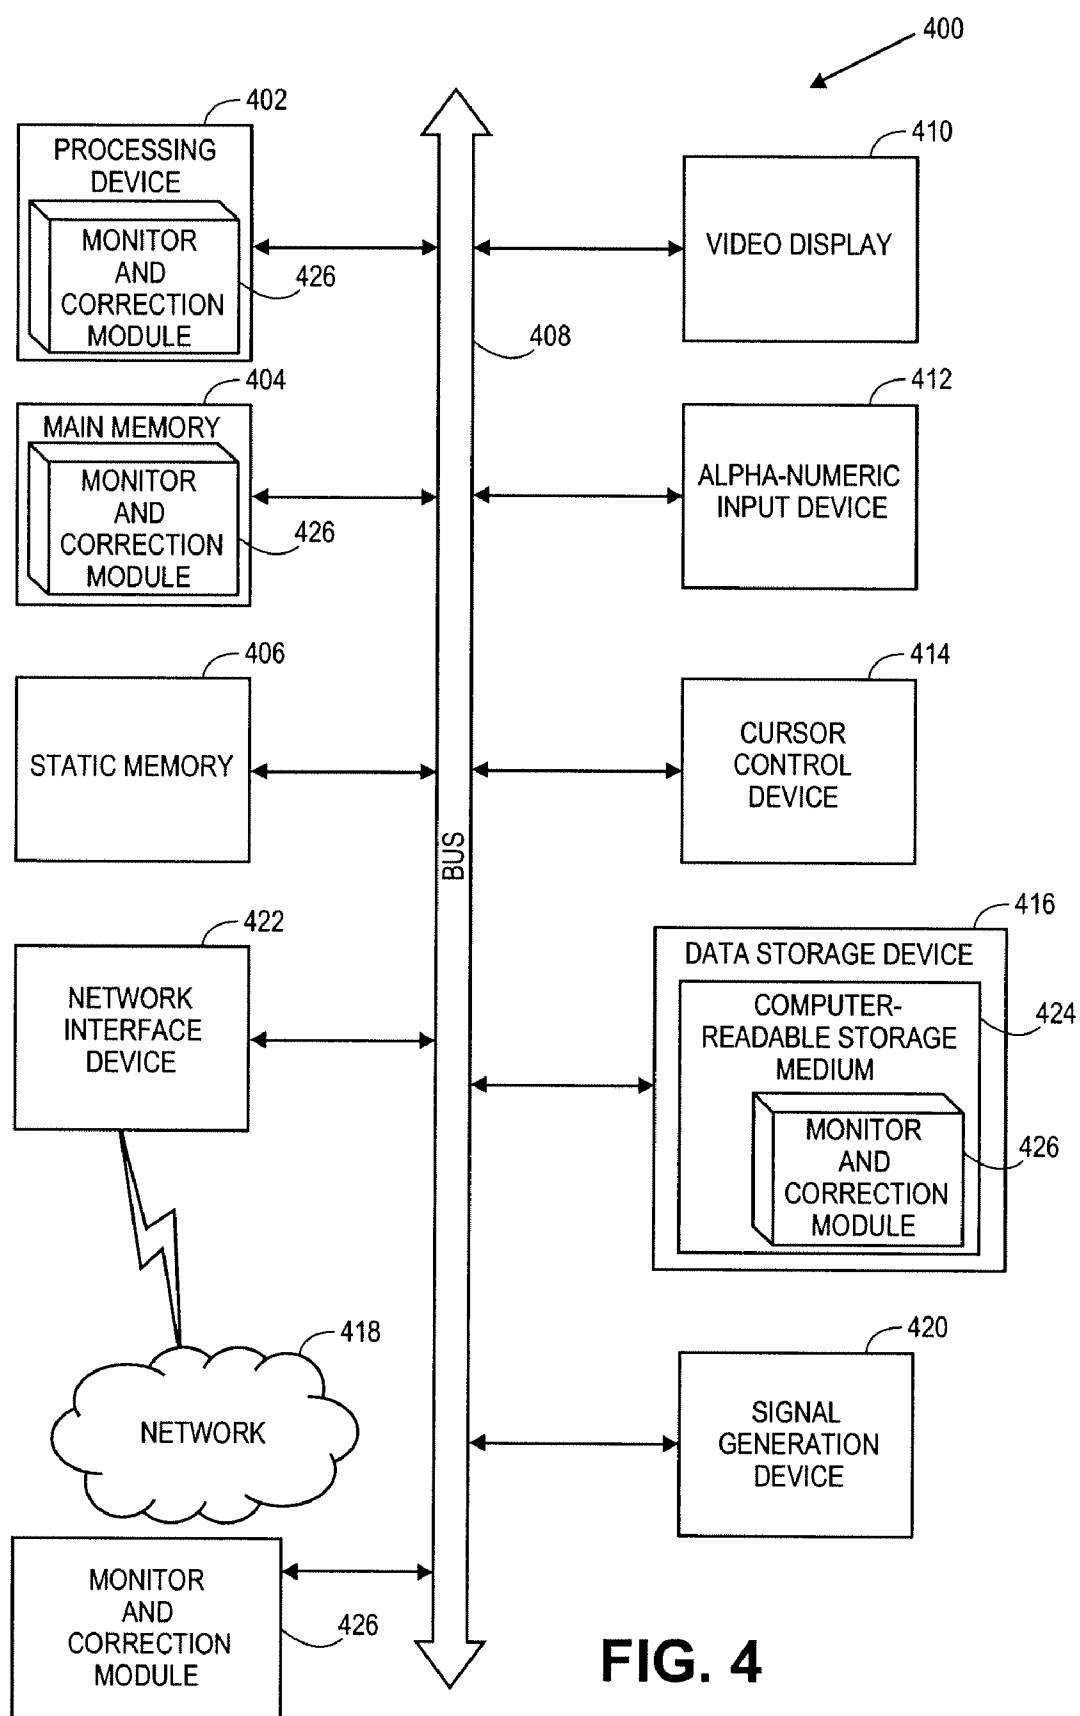 400
402
PROCESSING
DEVICE
MONITOR
AND
CORRECTION
MODULE
426
404
MAIN MEMORY
MONITOR
AND
CORRECTION
MODULE
426
406
STATIC MEMORY
422
NETWORK
INTERFACE
DEVICE
418
NETWORK
MONITOR
AND
CORRECTION
MODULE
426
408
BUS
410
VIDEO DISPLAY
412
ALPHA-NUMERIC
INPUT DEVICE
414
CURSOR
CONTROL
DEVICE
416
DATA STORAGE DEVICE
COMPUTER-
READABLE STORAGE
MEDIUM
424
MONITOR
AND
CORRECTION
MODULE
426
420
SIGNAL
GENERATION
DEVICE
FIG. 4